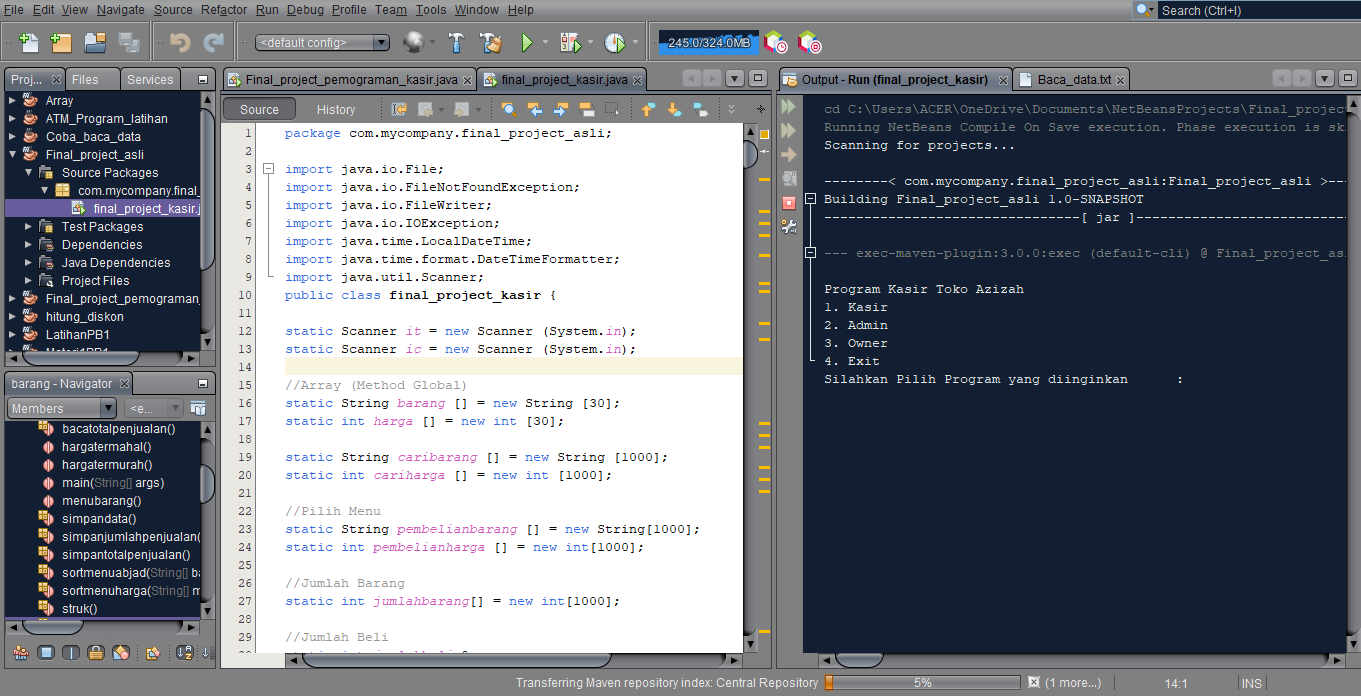 File Edit View Navigate Source Refactor Run Debug Profile Team Tools Window Help
Search (Ctrl+I)
<default config>
245.0/324.0MB
Proj...
Files
Services
Final_project_pemograman_kasir.java
final_project_kasir.java
Output - Run (final_project_kasir)
Baca_data.txt
Array
ATM_Program_latihan
Coba_baca_data
Final_project_asli
Source Packages
com.mycompany.final_
final_project_kasir.j
Test Packages
Dependencies
Java Dependencies
Project Files
Final_project_pemograman_
hitung_diskon
LatihanPB1
barang - Navigator
Members
<e...
bacatotalpenjualan()
hargatermahal()
hargatermurah()
main(String[] args)
menubarang()
simpandata()
simpanjumlahpenjualan(
simpantotalpenjualan()
sortmenuabjad(String[] ba
sortmenuharga(String[] m
struk()
Source
History
1 package com.mycompany.final_project_asli;
2
3 import java.io.File;
4 import java.io.FileNotFoundException;
5 import java.io.FileWriter;
6 import java.io.IOException;
7 import java.time.LocalDateTime;
8 import java.time.format.DateTimeFormatter;
9 import java.util.Scanner;
10 public class final_project_kasir {
11
12 static Scanner it = new Scanner (System.in);
13 static Scanner ic = new Scanner (System.in);
14
15 //Array (Method Global)
16 static String barang [] = new String [30];
17 static int harga [] = new int [30];
18
19 static String caribarang [] = new String [1000];
20 static int cariharga [] = new int [1000];
21
22 //Pilih Menu
23 static String pembelianbarang [] = new String[1000];
24 static int pembelianharga [] = new int[1000];
25
26 //Jumlah Barang
27 static int jumlahbarang[] = new int[1000];
28
29 //Jumlah Beli
cd C:\Users\ACER\OneDrive\Documents\NetBeansProjects\Final_projec
Running NetBeans Compile On Save execution. Phase execution is sk
Scanning for projects...
--------< com.mycompany.final_project_asli:Final_project_asli >--
Building Final_project_asli 1.0-SNAPSHOT
--------------------------------[ jar ]--------------------------
--- exec-maven-plugin:3.0.0:exec (default-cli) @ Final_project_as
Program Kasir Toko Azizah
1. Kasir
2. Admin
3. Owner
4. Exit
Silahkan Pilih Program yang diinginkan :
Transferring Maven repository index: Central Repository
5%
(1 more...)
14:1
INS